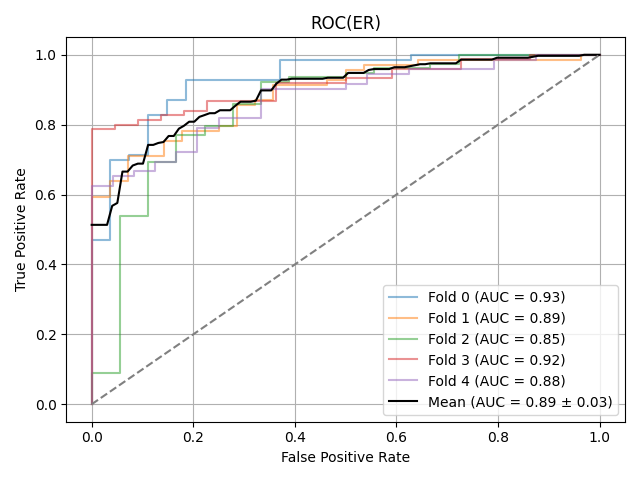 ROC(ER)
True Positive Rate
1.0
0.8
0.6
0.4
0.2
0.0
Fold 0 (AUC = 0.93)
Fold 1 (AUC = 0.89)
Fold 2 (AUC = 0.85)
Fold 3 (AUC = 0.92)
Fold 4 (AUC = 0.88)
Mean (AUC = 0.89 ± 0.03)
0.0 0.2 0.4 0.6 0.8 1.0
False Positive Rate